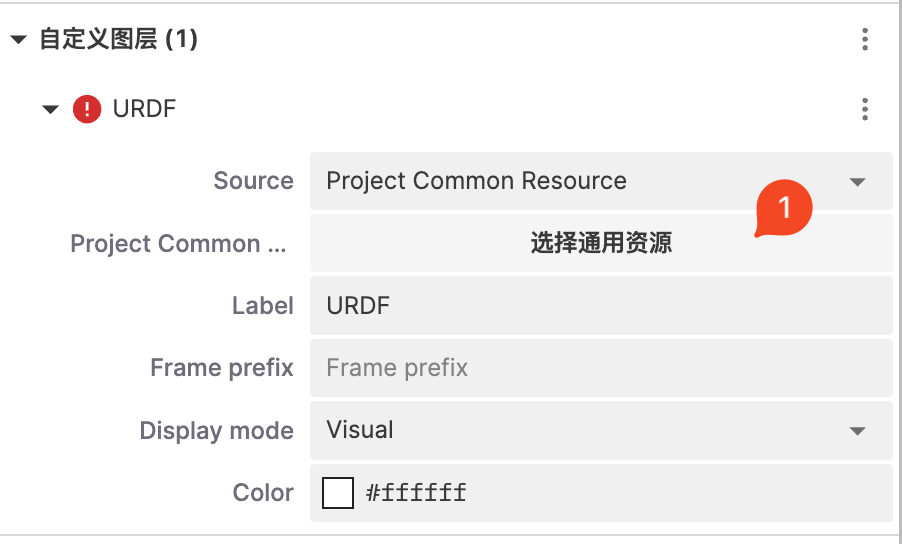 自定义图层 (1)
URDF
Source
Project Common Resource
1
Project Common ...
选择通用资源
Label
URDF
Frame prefix
Frame prefix
Display mode
Visual
Color
#ffffff